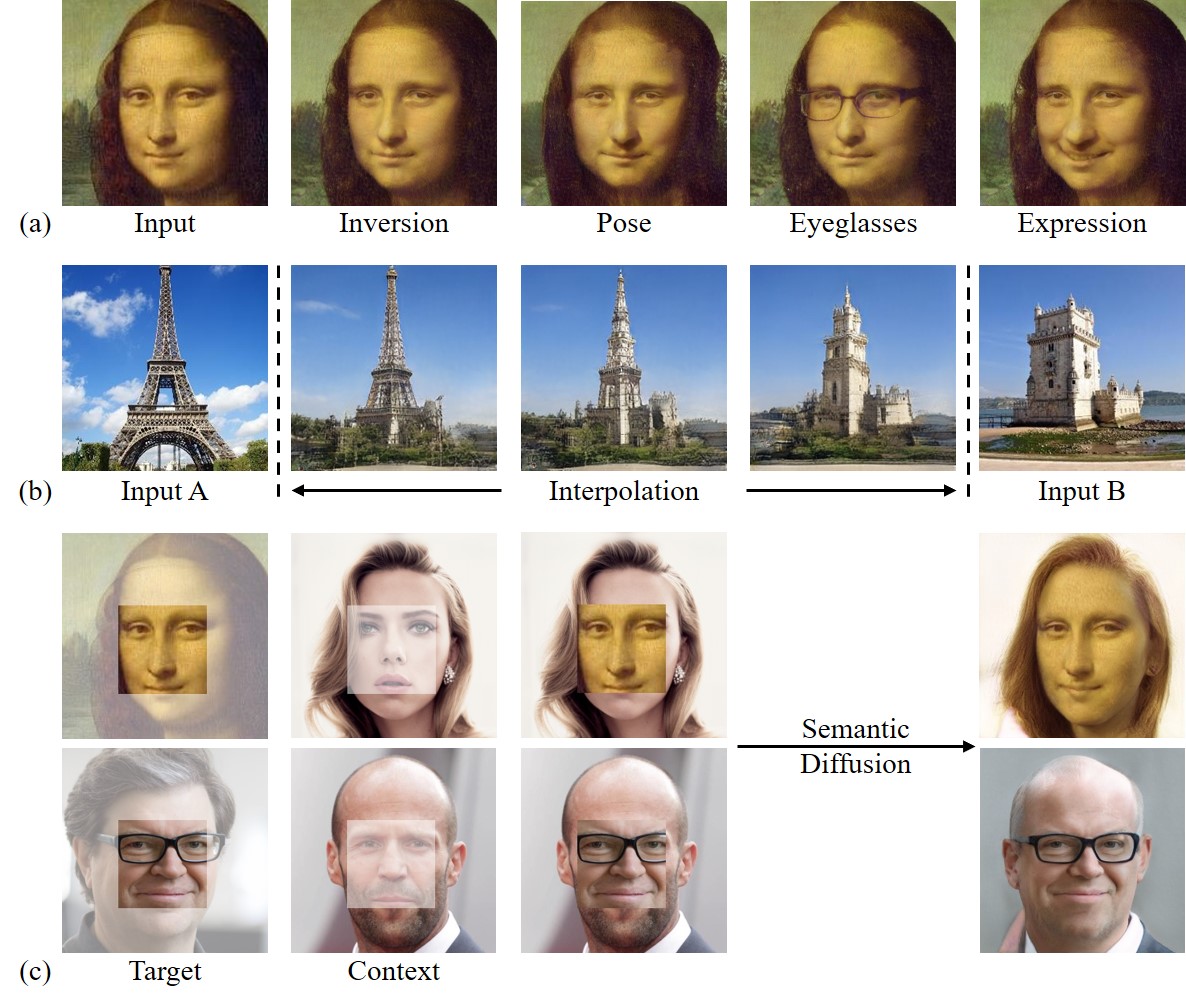 (a) Input Inversion Pose Eyeglasses Expression
(b) Input A Interpolation Input B
Semantic
Diffusion
(c) Target Context